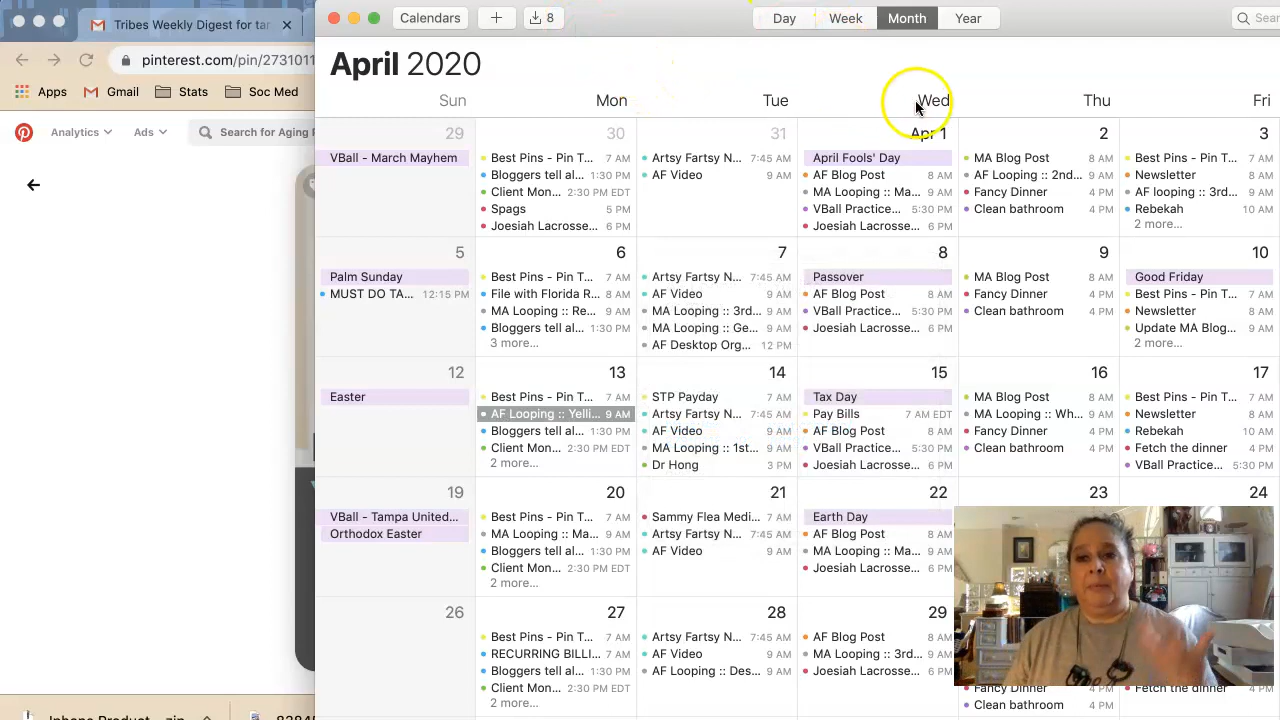 Tribes Weekly Digest for tar
pinterest.com/pin/2731011
Apps Gmail Stats Soc Med
Analytics Ads Search for Aging P
Calendars + 8 Day Week Month Year Sear
April 2020
Sun Mon Tue Wed Thu Fri
29 30 31 Apr 1 2 3
VBall - March Mayhem Best Pins - Pin T... 7 AM Artsy Fartsy N... 7:45 AM April Fools' Day MA Blog Post 8 AM Best Pins - Pin T... 7 AM
Bloggers tell al... 1:30 PM AF Video 9 AM AF Blog Post 8 AM AF Looping :: 2nd... 9 AM Newsletter 8 AM
Client Mon... 2:30 PM EDT MA Looping :: Ma... 9 AM Fancy Dinner 4 PM AF looping :: 3rd... 9 AM
Spags 5 PM VBall Practice... 5:30 PM Clean bathroom 4 PM Rebekah 10 AM
Joesiah Lacrosse... 6 PM Joesiah Lacrosse... 6 PM 2 more...
5 6 7 8 9 10
Palm Sunday Best Pins - Pin T... 7 AM Artsy Fartsy N... 7:45 AM Passover MA Blog Post 8 AM Good Friday
MUST DO TA... 12:15 PM File with Florida R... 8 AM AF Video 9 AM AF Blog Post 8 AM Fancy Dinner 4 PM Best Pins - Pin T... 7 AM
MA Looping :: Re... 9 AM MA Looping :: 3rd... 9 AM VBall Practice... 5:30 PM Clean bathroom 4 PM Newsletter 8 AM
Bloggers tell al... 1:30 PM MA Looping :: Ge... 9 AM Joesiah Lacrosse... 6 PM Update MA Blog... 9 AM
3 more... AF Desktop Org... 12 PM 2 more...
12 13 14 15 16 17
Easter Best Pins - Pin T... 7 AM STP Payday 7 AM Tax Day MA Blog Post 8 AM Best Pins - Pin T... 7 AM
AF Looping :: Yelli... 9 AM Artsy Fartsy N... 7:45 AM Pay Bills 7 AM EDT MA Looping :: Wh... 9 AM Newsletter 8 AM
Bloggers tell al... 1:30 PM AF Video 9 AM AF Blog Post 8 AM Fancy Dinner 4 PM Rebekah 10 AM
Client Mon... 2:30 PM EDT MA Looping :: 1st... 9 AM VBall Practice... 5:30 PM Clean bathroom 4 PM Fetch the dinner 4 PM
2 more... Dr Hong 3 PM Joesiah Lacrosse... 6 PM VBall Practice... 5:30 PM
19 20 21 22 23 24
VBall - Tampa United... Best Pins - Pin T... 7 AM Sammy Flea Medi... 7 AM Earth Day
Orthodox Easter MA Looping :: Ma... 9 AM Artsy Fartsy N... 7:45 AM AF Blog Post 8 AM
Bloggers tell al... 1:30 PM AF Video 9 AM MA Looping :: Ma... 9 AM
Client Mon... 2:30 PM EDT Joesiah Lacrosse... 6 PM
2 more...
26 27 28 29
Best Pins - Pin T... 7 AM Artsy Fartsy N... 7:45 AM AF Blog Post 8 AM
RECURRING BILLI... 7 AM AF Video 9 AM MA Looping :: 3rd... 9 AM
Bloggers tell al... 1:30 PM AF Looping :: Des... 9 AM Joesiah Lacrosse... 6 PM
Client Mon... 2:30 PM EDT Fancy Dinner 4 PM Fetch the dinner 4 PM
2 more... Clean bathroom 4 PM